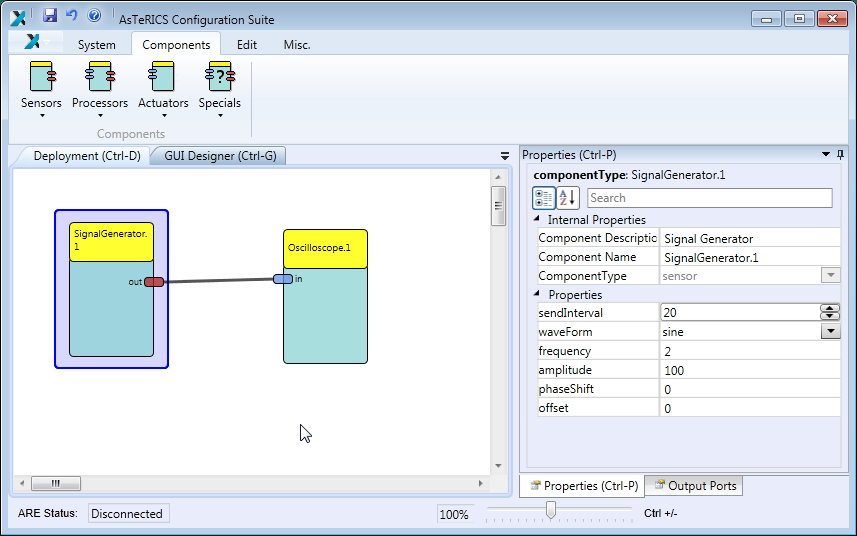 AsTeRICS Configuration Suite
System Components Edit Misc.
Sensors Processors Actuators Specials
Components
Deployment (Ctrl-D) GUI Designer (Ctrl-G)
SignalGenerator.
1
out
Oscilloscope.1
in
Properties (Ctrl-P)
componentType: SignalGenerator.1
Search
Internal Properties
Component Descriptio Signal Generator
Component Name SignalGenerator.1
ComponentType sensor
Properties
sendInterval 20
waveForm sine
frequency 2
amplitude 100
phaseShift 0
offset 0
Properties (Ctrl-P) Output Ports
ARE Status: Disconnected 100% Ctrl +/-